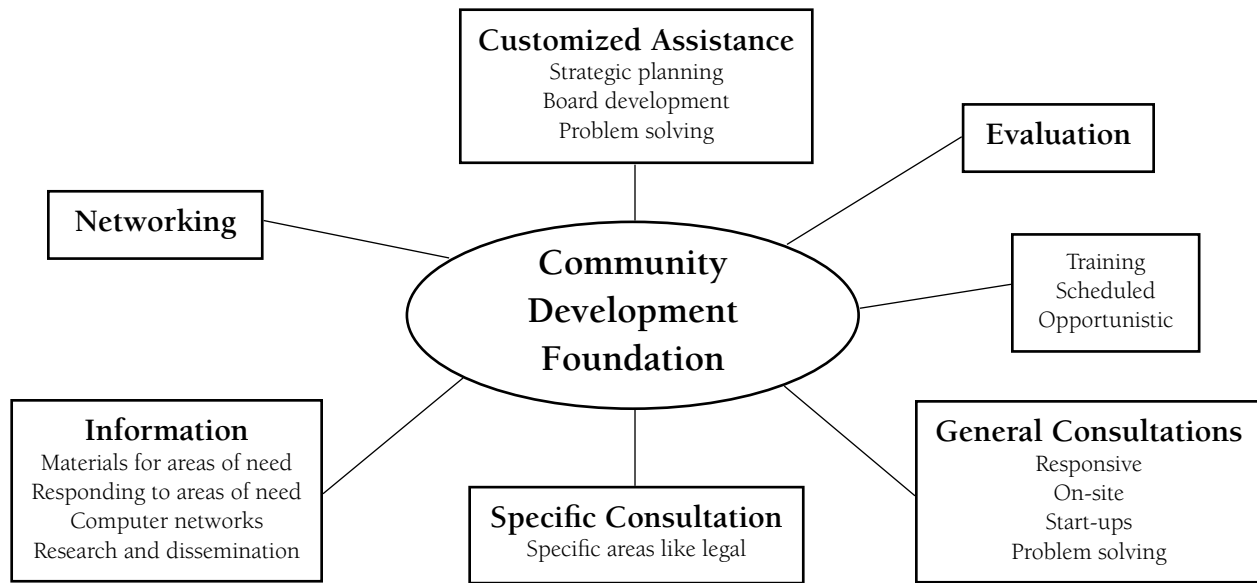 Customized Assistance
Strategic planning
Board development
Problem solving
Evaluation
Networking
Community
Development
Foundation
Training
Scheduled
Opportunistic
Information
Materials for areas of need
Responding to areas of need
Computer networks
Research and dissemination
Specific Consultation
Specific areas like legal
General Consultations
Responsive
On-site
Start-ups
Problem solving